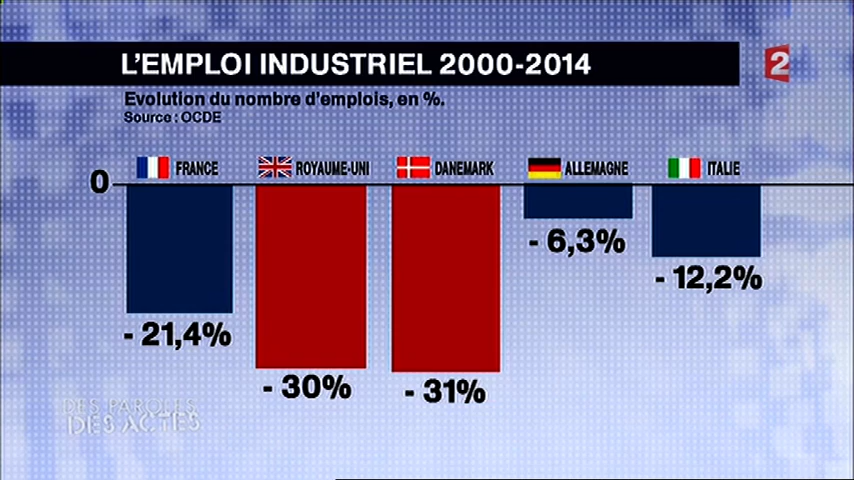 L'EMPLOI INDUSTRIEL 2000-2014
2
Evolution du nombre d'emplois, en %.
Source : OCDE
FRANCE
ROYAUME-UNI
DANEMARK
ALLEMAGNE
ITALIE
0
- 21,4%
- 30%
- 31%
- 6,3%
- 12,2%
DES PAROLES
DES ACTES